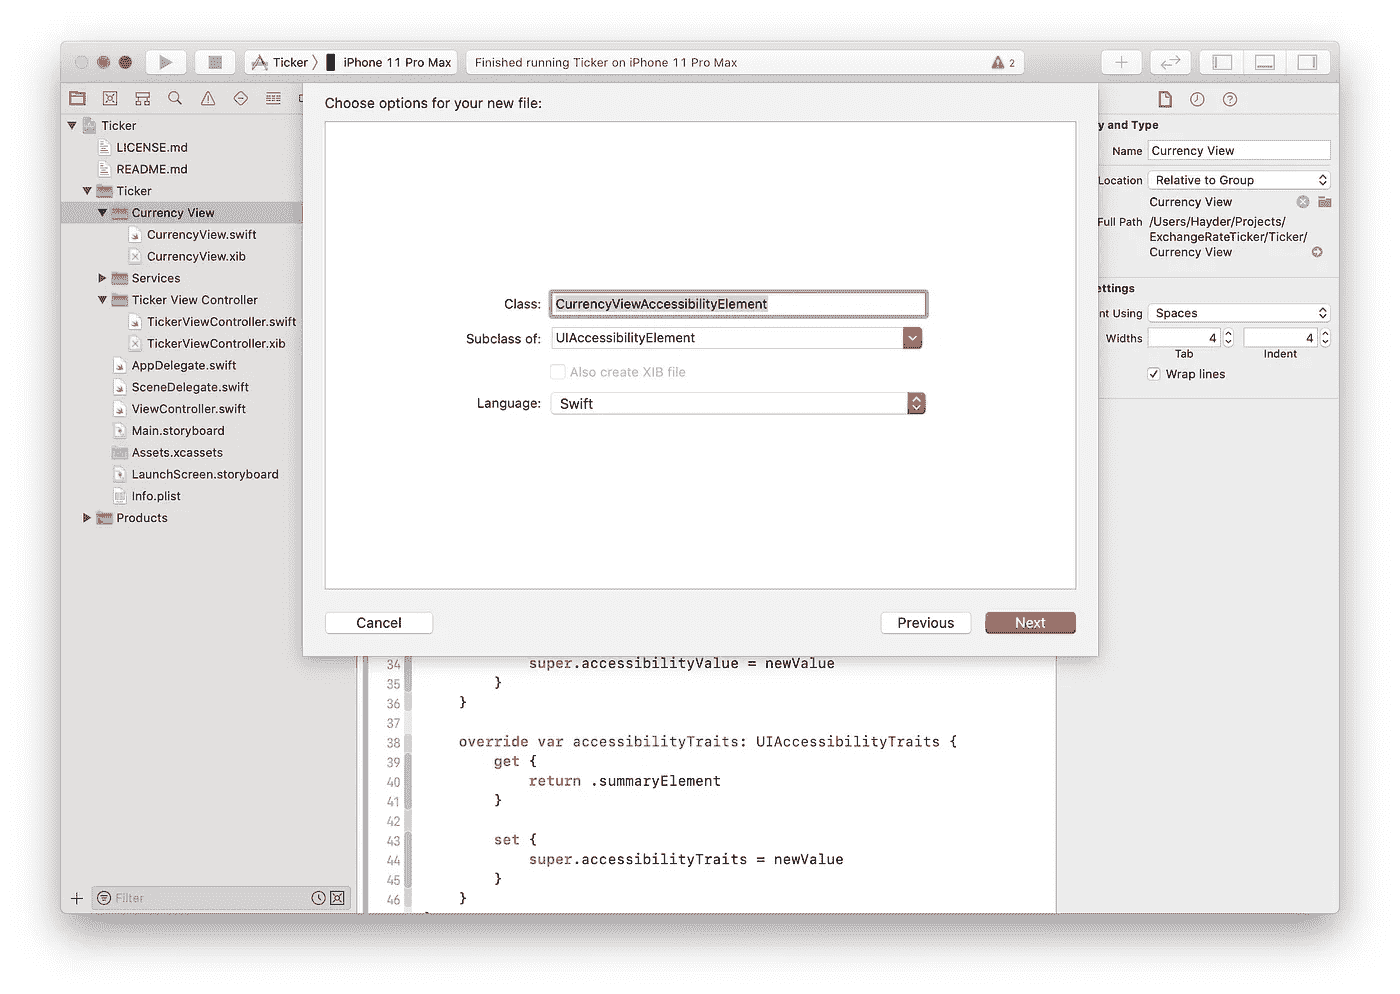 Ticker
iPhone 11 Pro Max
Finished running Ticker on iPhone 11 Pro Max
2
Choose options for your new file:
Class: CurrencyViewAccessibilityElement
Subclass of: UIAccessibilityElement
Also create XIB file
Language: Swift
Cancel
Previous
Next
Ticker
LICENSE.md
README.md
Ticker
Currency View
CurrencyView.swift
CurrencyView.xib
Services
Ticker View Controller
TickerViewController.swift
TickerViewController.xib
AppDelegate.swift
SceneDelegate.swift
ViewController.swift
Main.storyboard
Assets.xcassets
LaunchScreen.storyboard
Info.plist
Products
Filter
34 super.accessibilityValue = newValue
35 }
36 }
37
38 override var accessibilityTraits: UIAccessibilityTraits {
39 get {
40 return .summaryElement
41 }
42
43 set {
44 super.accessibilityTraits = newValue
45 }
46 }
y and Type
Name Currency View
Location Relative to Group
Currency View
Full Path /Users/Hayder/Projects/
ExchangeRateTicker/Ticker/
Currency View
ettings
nt Using Spaces
Widths 4 4
Tab Indent
Wrap lines